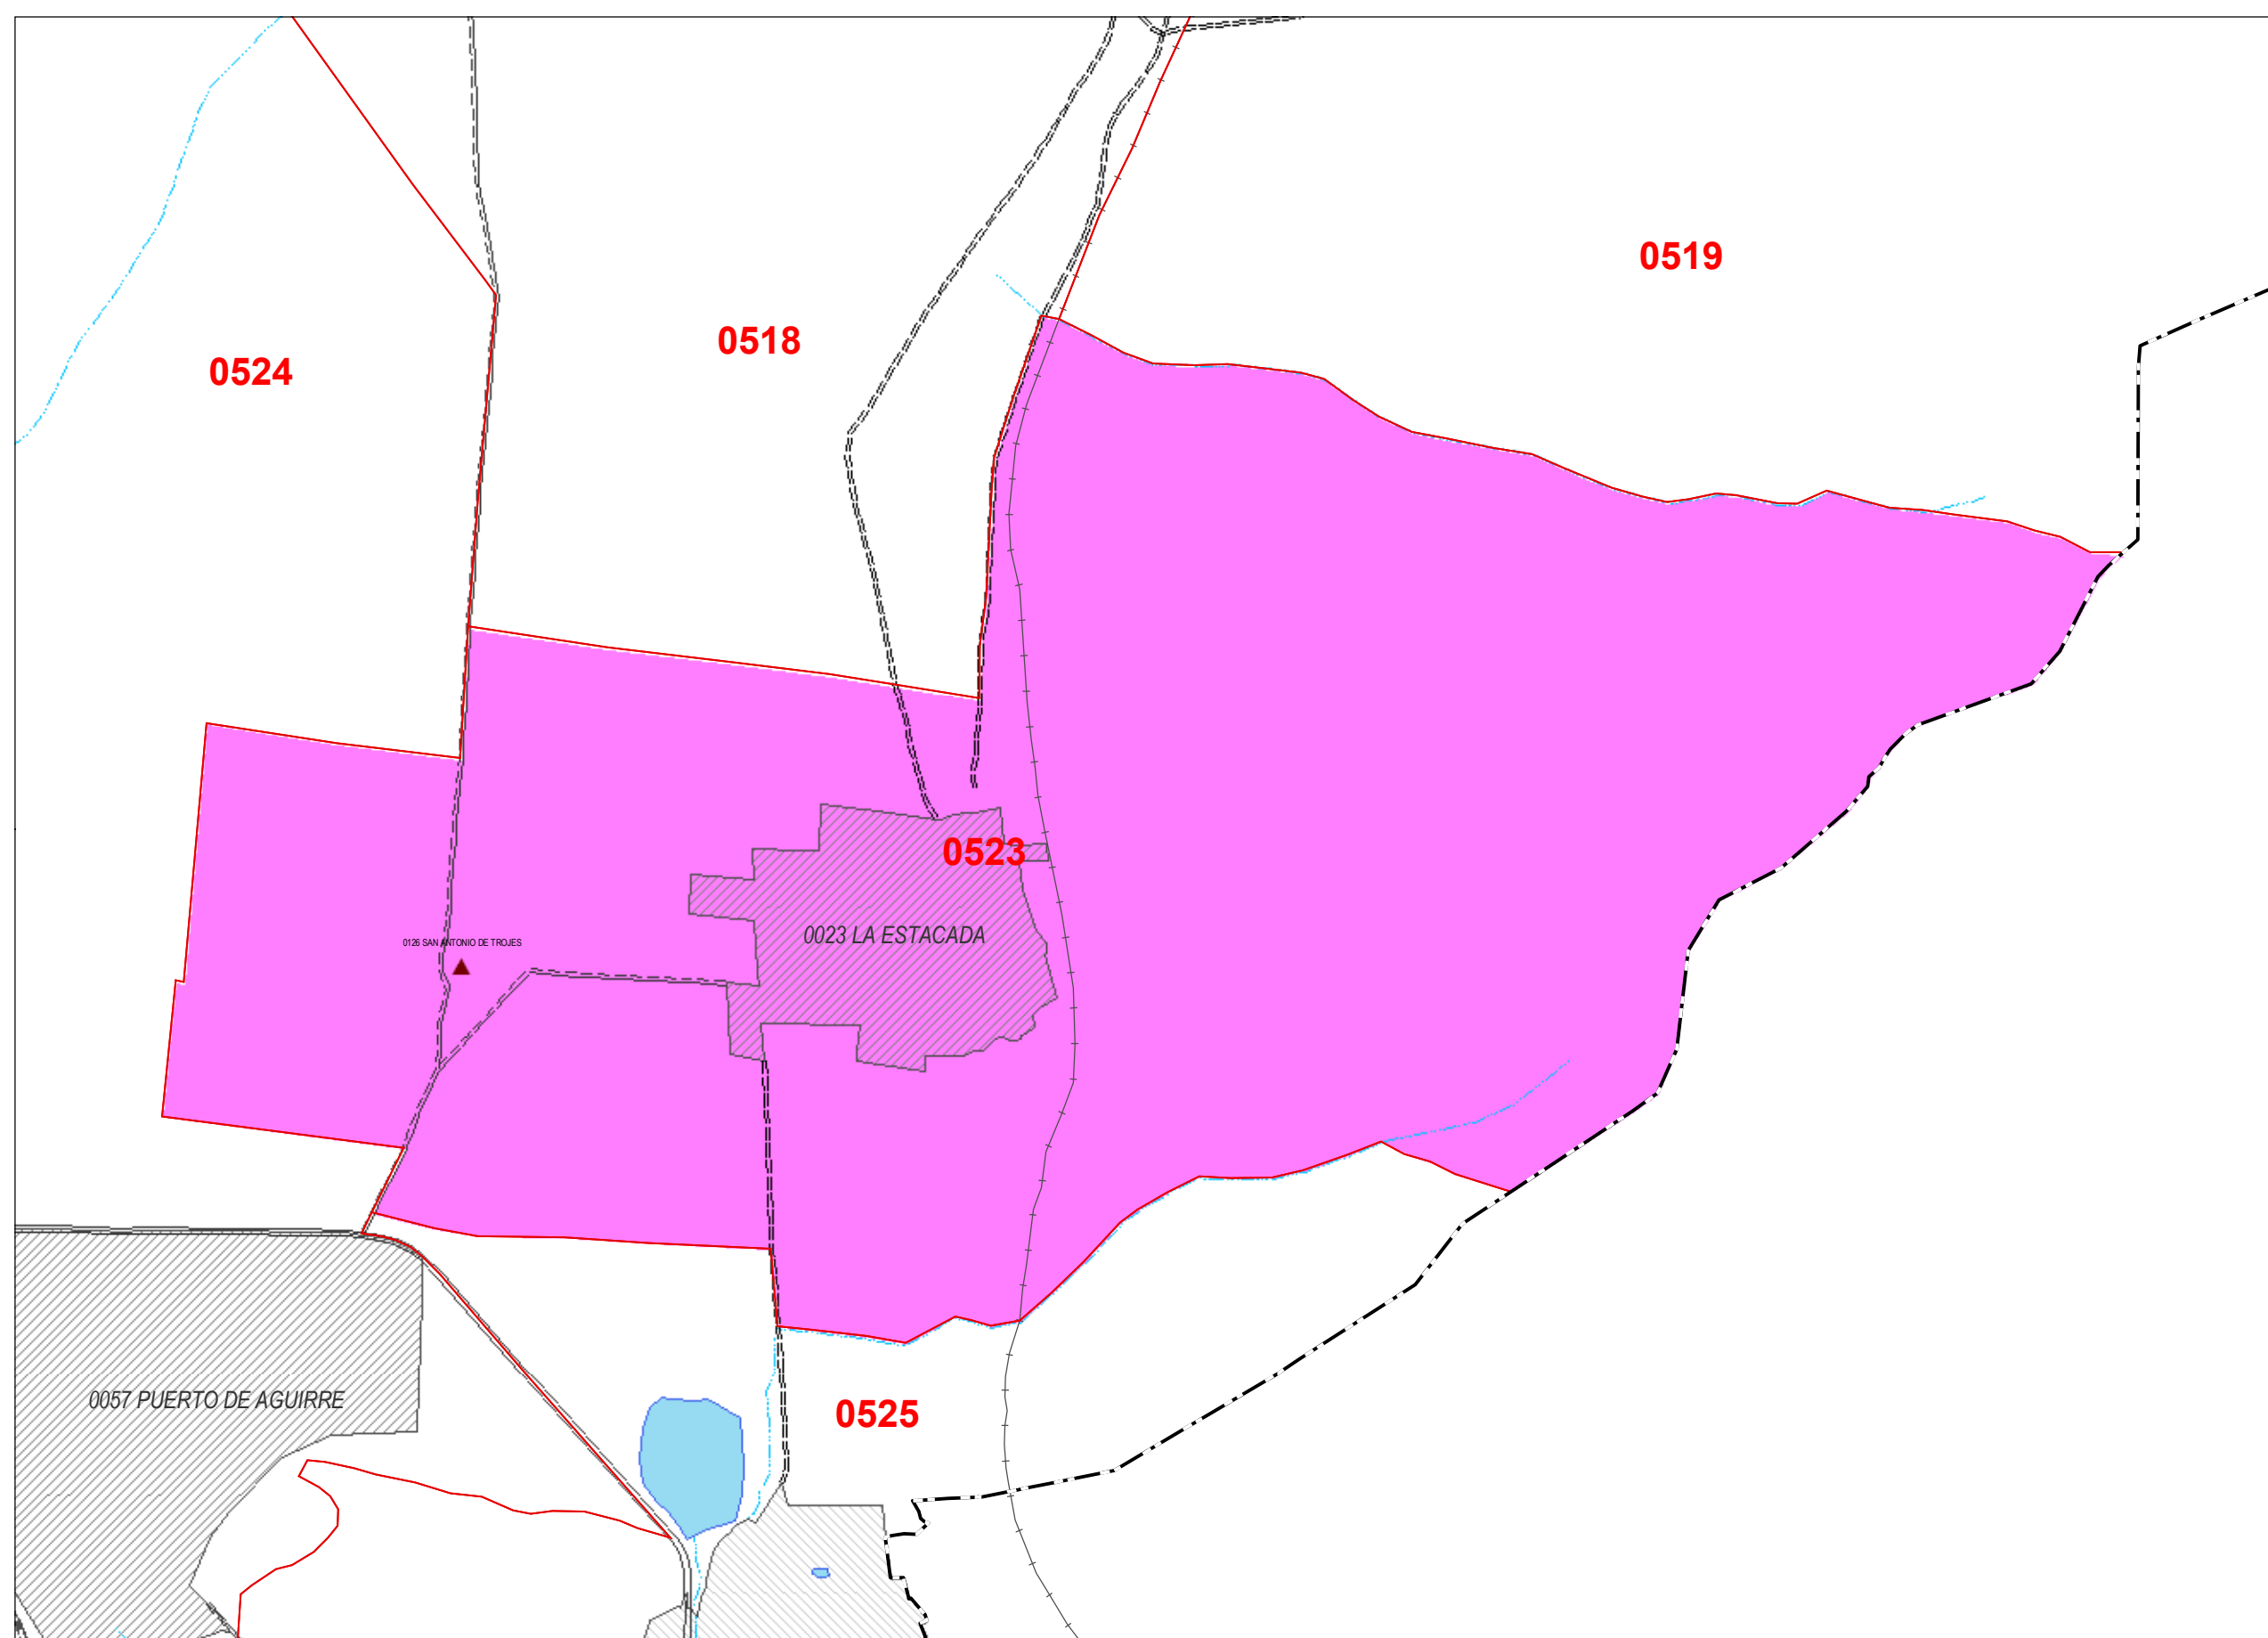 0519
0518
0524
0523
0023 LA ESTACADA
0126 SAN ANTONIO DE TROJES
0057 PUERTO DE AGUIRRE
0525